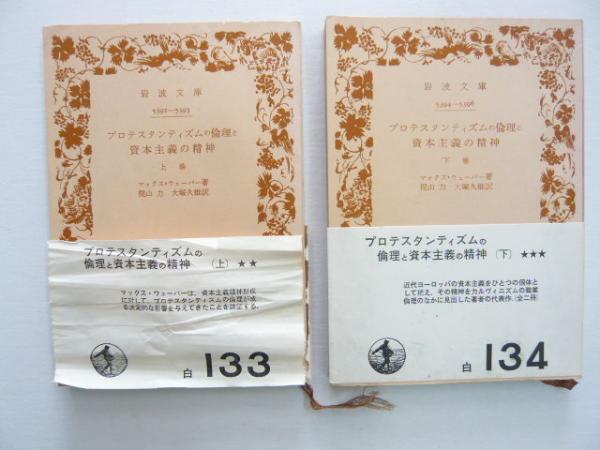 岩波文庫
5392—5393
プロテスタンティズムの倫理と
資本主義の精神
上巻
マックス・ウェーバー著
梶山 力 大塚久雄訳
プロテスタンティズムの
倫理と資本主義の精神 (上) ★★
マックス・ウェーバーは、資本主義精神形成
に対して、プロテスタンティズムの倫理が或
る決定的な影響を与えてきたことを論証する。
白 133
岩波文庫
5394—5396
プロテスタンティズムの倫理と
資本主義の精神
下巻
マックス・ウェーバー著
梶山 力 大塚久雄訳
プロテスタンティズムの
倫理と資本主義の精神 (下) ★★★
近代ヨーロッパの資本主義をひとつの個体と
して把え、その精神をカルヴィニズムの職業
倫理のなかに見出した著者の代表作。(全二冊)
白 134